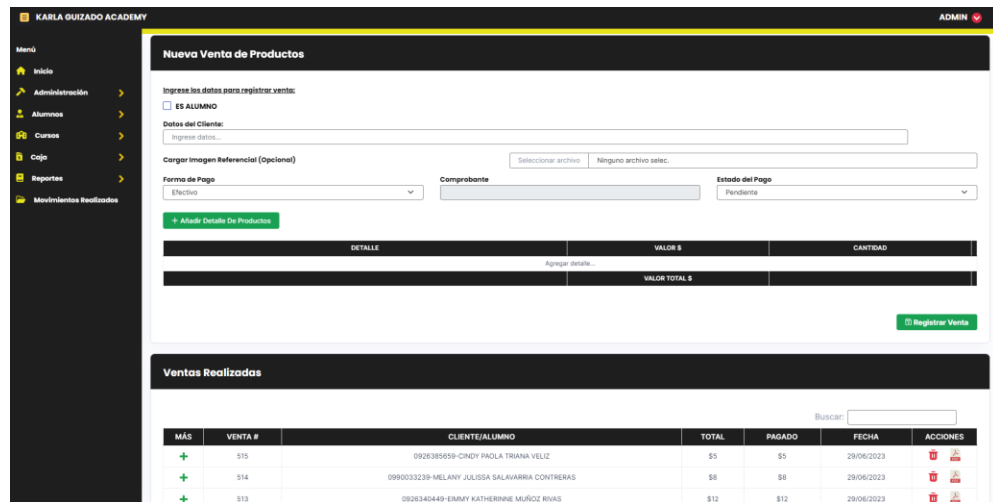 KARLA GUIZADO ACADEMY
ADMIN
Menú
Inicio
Administración
Alumnos
Cursos
Caja
Reportes
Movimientos Realizados
Nueva Venta de Productos
Ingrese los datos para registrar venta:
ES ALUMNO
Datos del Cliente:
Ingrese datos...
Cargar Imagen Referencial (Opcional) Seleccionar archivo Ninguno archivo selec.
Forma de Pago Comprobante Estado del Pago
Efectivo Pendiente
+ Añadir Detalle De Productos
DETALLE VALOR $ CANTIDAD
Agregar detalle...
VALOR TOTAL $
Registrar Venta
Ventas Realizadas
Buscar:
MÁS VENTA # CLIENTE/ALUMNO TOTAL PAGADO FECHA ACCIONES
+ 515 0926385659-CINDY PAOLA TRIANA VELIZ $5 $5 29/06/2023
+ 514 0990033239-MELANY JULISSA SALAVARRIA CONTRERAS $8 $8 29/06/2023
+ 513 0926340449-EIMMY KATHERINNE MUÑOZ RIVAS $12 $12 29/06/2023